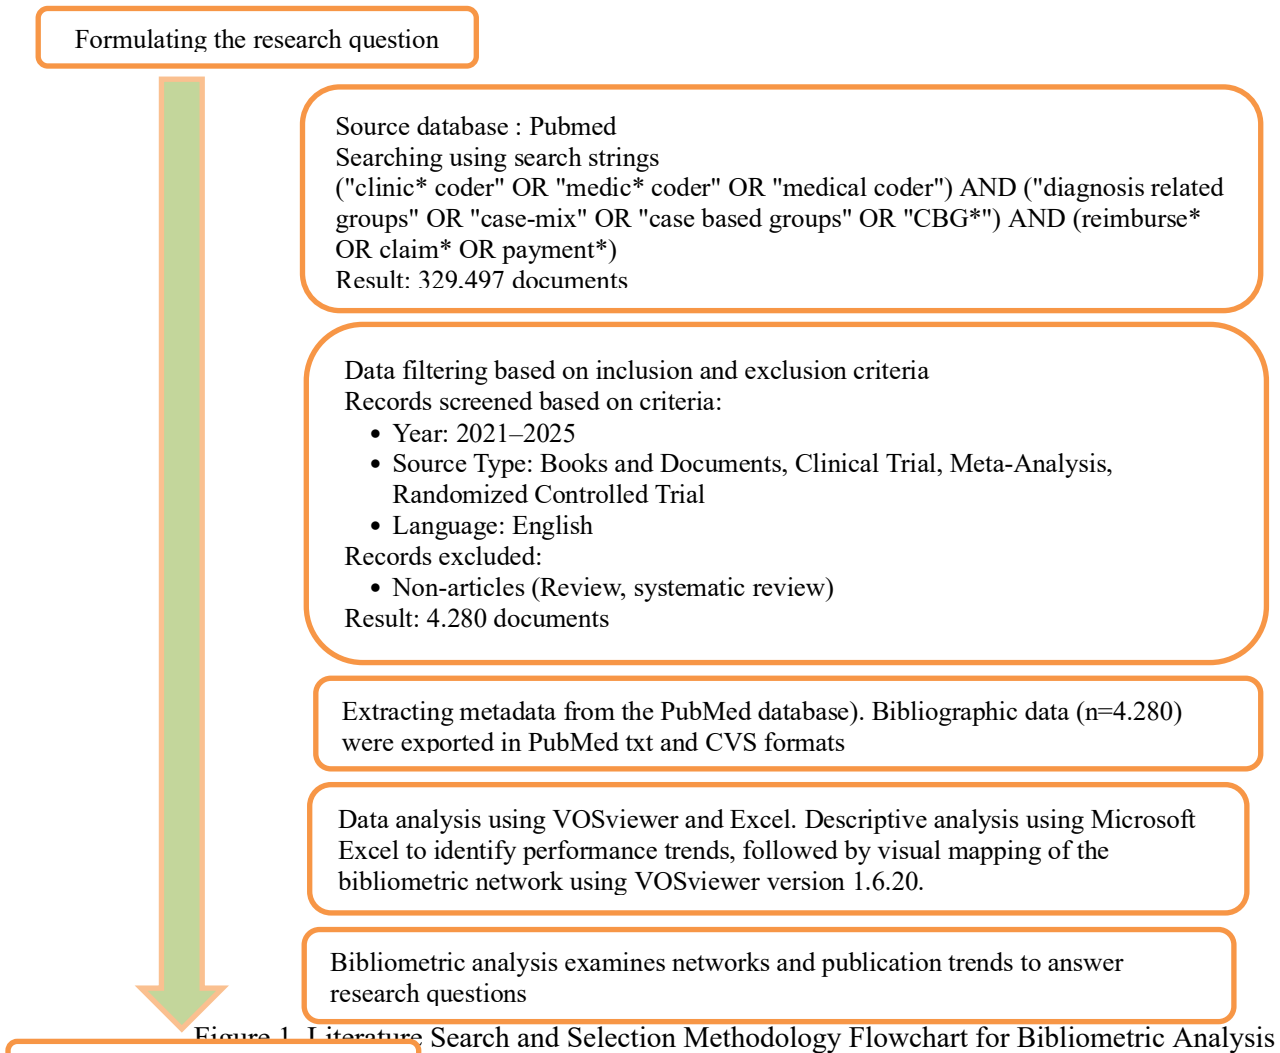 Formulating the research question
Source database : Pubmed
Searching using search strings
("clinic* coder" OR "medic* coder" OR "medical coder") AND ("diagnosis related
groups" OR "case-mix" OR "case based groups" OR "CBG*") AND (reimburse*
OR claim* OR payment*)
Result: 329.497 documents
Data filtering based on inclusion and exclusion criteria
Records screened based on criteria:
• Year: 2021–2025
• Source Type: Books and Documents, Clinical Trial, Meta-Analysis,
Randomized Controlled Trial
• Language: English
Records excluded:
• Non-articles (Review, systematic review)
Result: 4.280 documents
Extracting metadata from the PubMed database). Bibliographic data (n=4.280)
were exported in PubMed txt and CVS formats
Data analysis using VOSviewer and Excel. Descriptive analysis using Microsoft
Excel to identify performance trends, followed by visual mapping of the
bibliometric network using VOSviewer version 1.6.20.
Bibliometric analysis examines networks and publication trends to answer
research questions
Figure 1. Literature Search and Selection Methodology Flowchart for Bibliometric Analysis